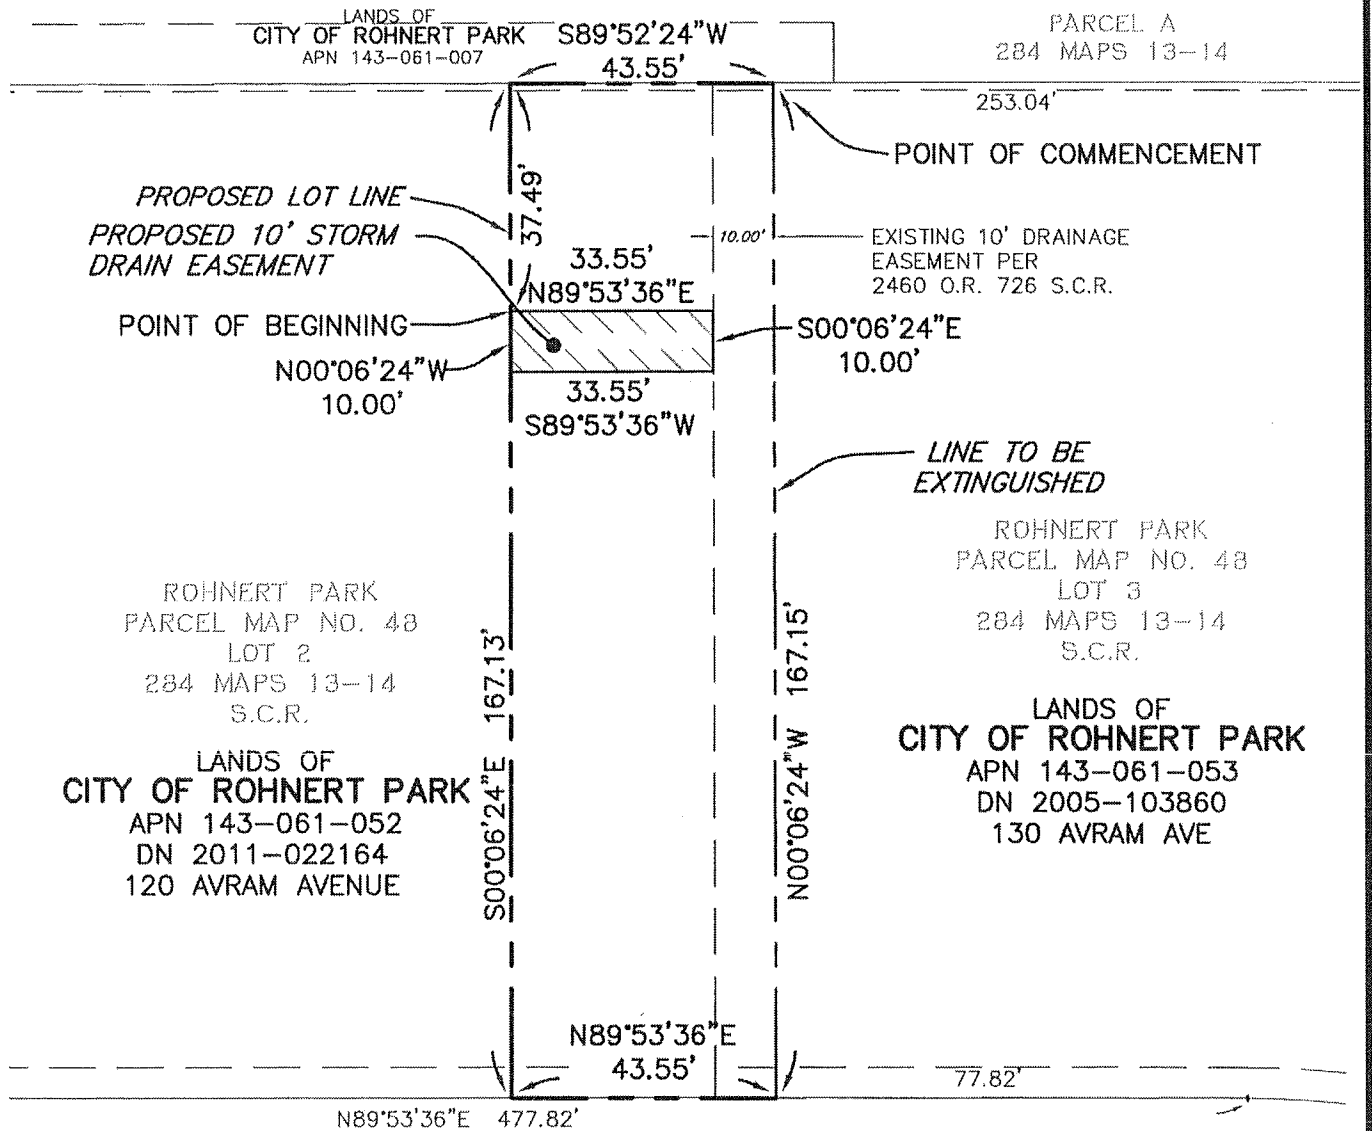 LANDS OF
CITY OF ROHNERT PARK
APN 143-061-007
S89°52'24"W
43.55'
PARCEL A
284 MAPS 13-14
253.04'
POINT OF COMMENCEMENT
PROPOSED LOT LINE
PROPOSED 10' STORM
DRAIN EASEMENT
37.49'
10.00'
EXISTING 10' DRAINAGE
EASEMENT PER
2460 O.R. 726 S.C.R.
33.55'
N89°53'36"E
POINT OF BEGINNING
S00°06'24"E
10.00'
N00°06'24"W
10.00'
33.55'
S89°53'36"W
LINE TO BE
EXTINGUISHED
ROHNERT PARK
PARCEL MAP NO. 48
LOT 2
284 MAPS 13-14
S.C.R.
LANDS OF
CITY OF ROHNERT PARK
APN 143-061-052
DN 2011-022164
120 AVRAM AVENUE
S00°06'24"E 167.13'
N00°06'24"W 167.15'
ROHNERT PARK
PARCEL MAP NO. 48
LOT 3
284 MAPS 13-14
S.C.R.
LANDS OF
CITY OF ROHNERT PARK
APN 143-061-053
DN 2005-103860
130 AVRAM AVE
N89°53'36"E
43.55'
77.82'
N89°53'36"E 477.82'